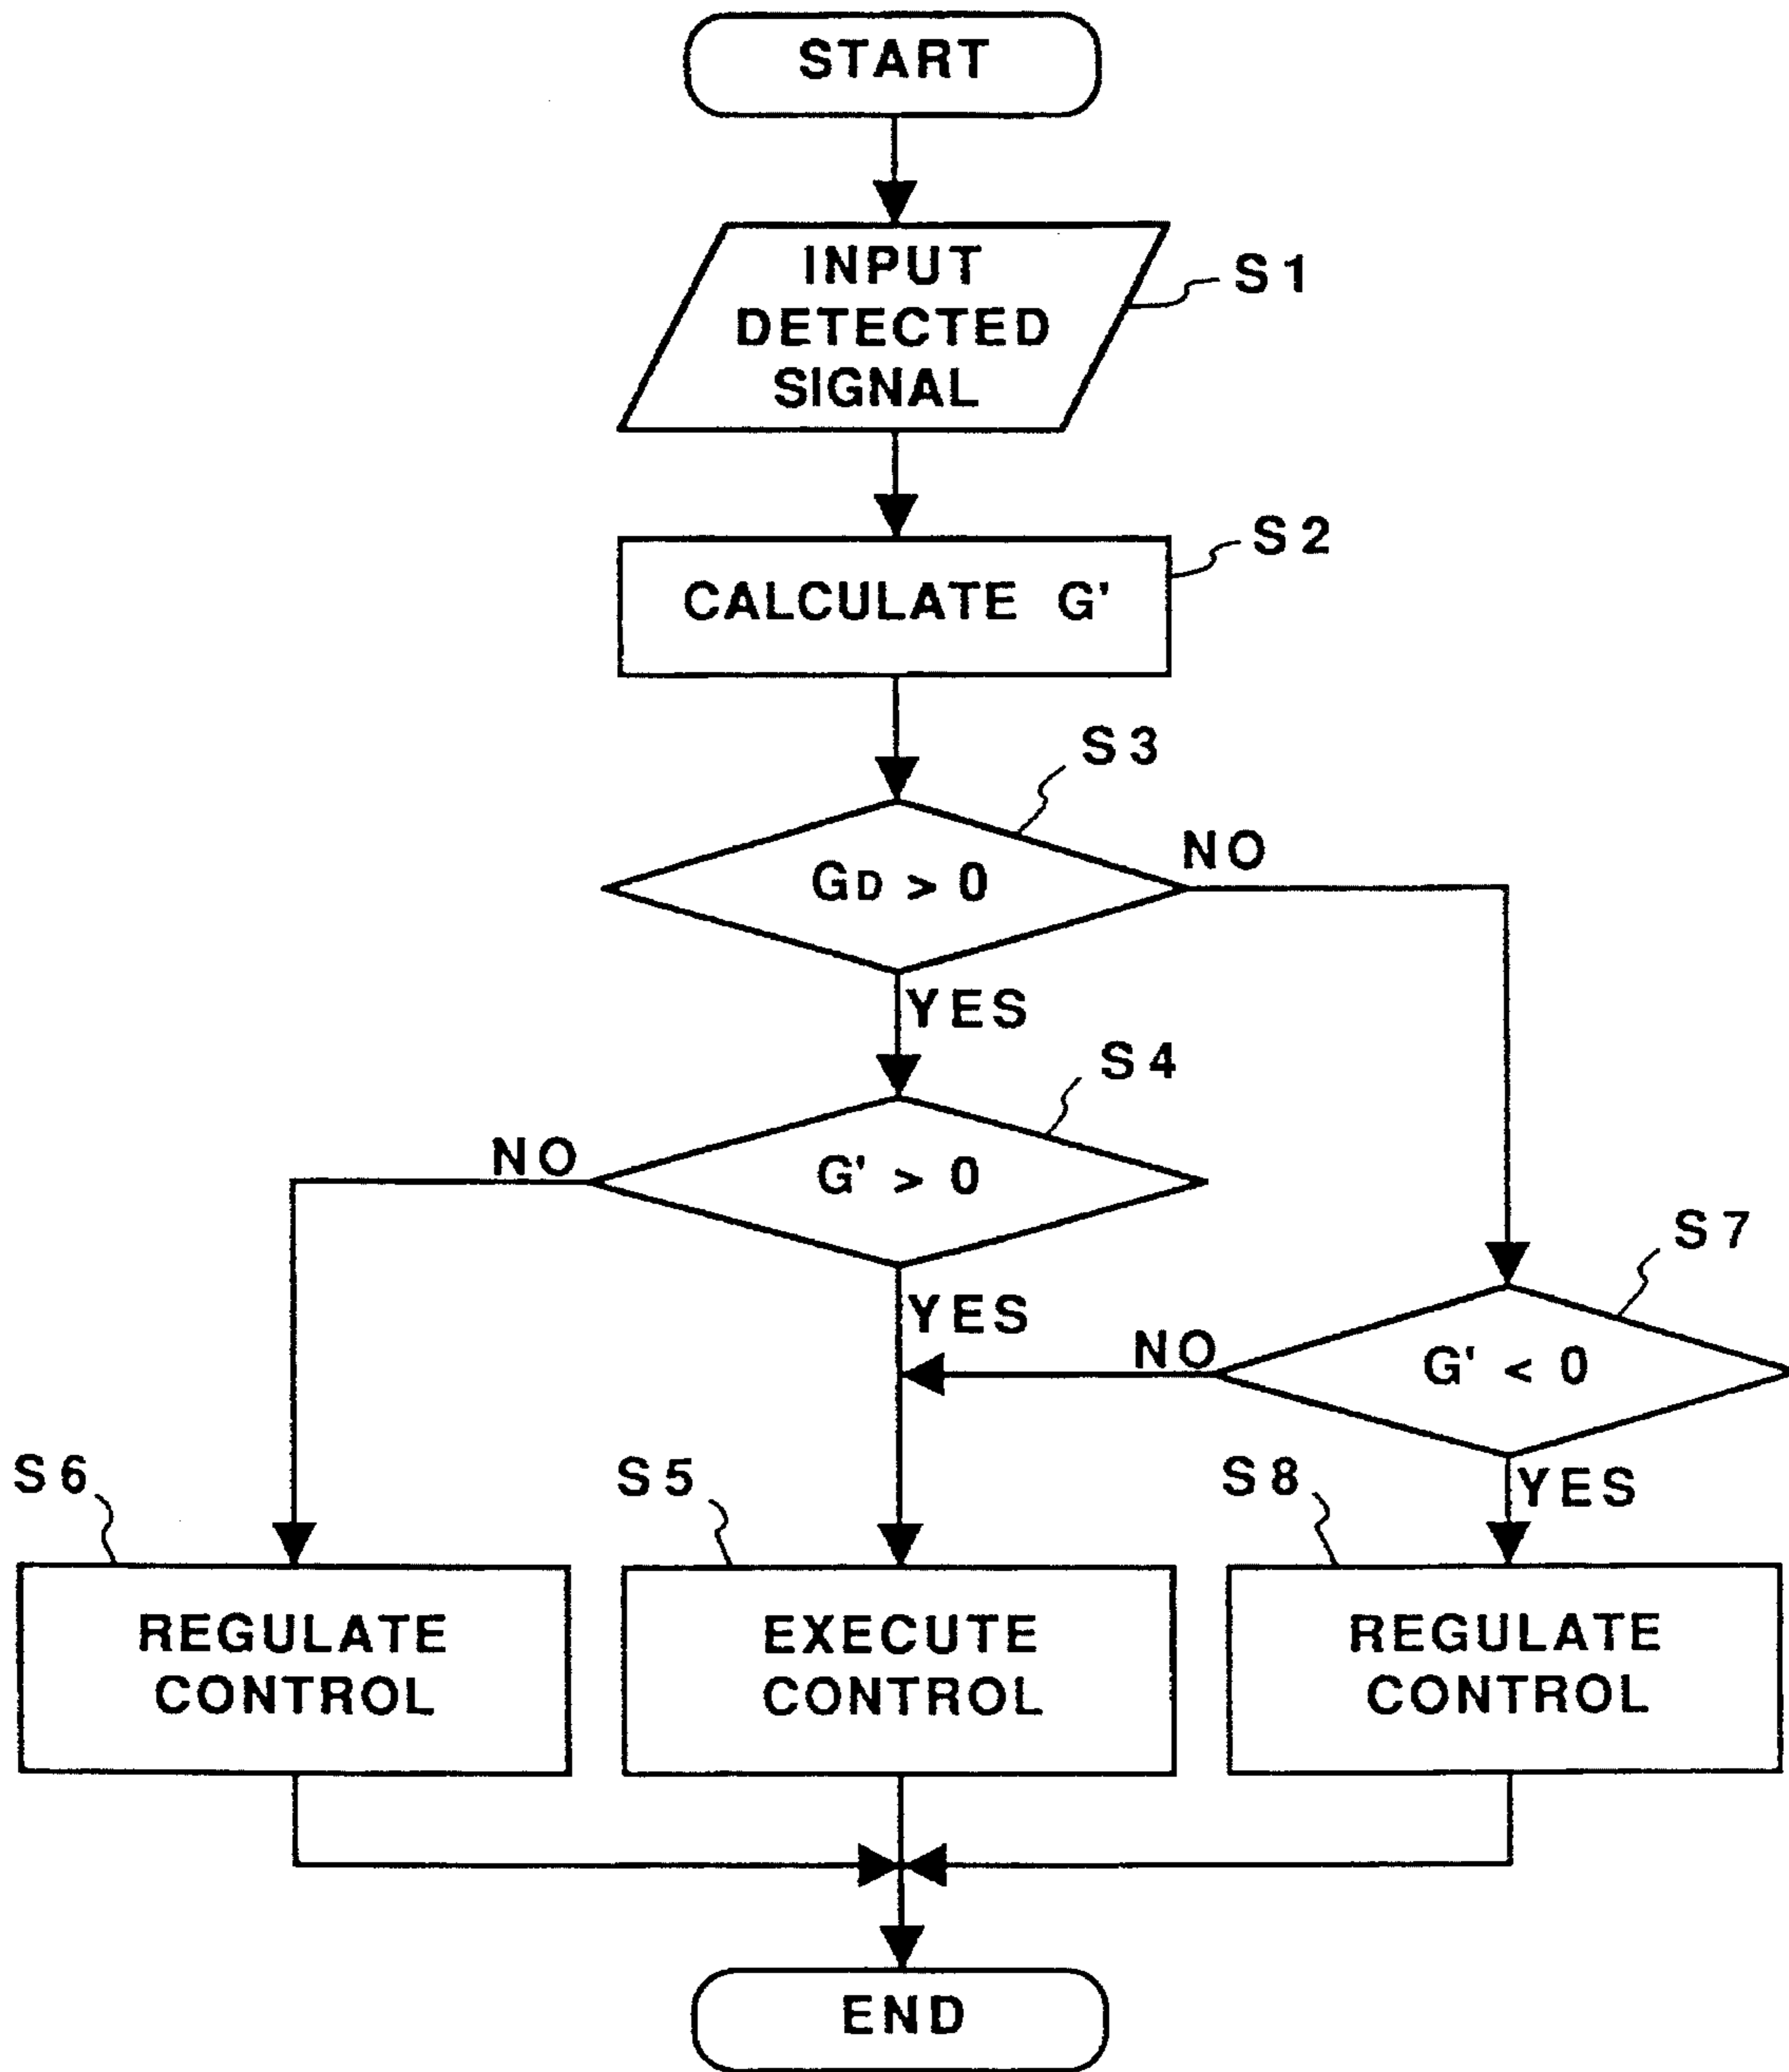 START
INPUT
DETECTED
SIGNAL
S1
CALCULATE G'
S2
S3
GD > 0
NO
YES
S4
G' > 0
NO
YES
S7
G' < 0
NO
YES
S6
REGULATE
CONTROL
S5
EXECUTE
CONTROL
S8
REGULATE
CONTROL
END